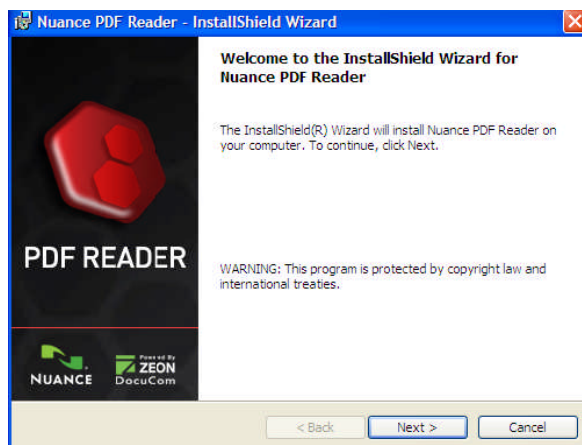 Nuance PDF Reader - InstallShield Wizard
Welcome to the InstallShield Wizard for
Nuance PDF Reader
The InstallShield(R) Wizard will install Nuance PDF Reader on
your computer. To continue, click Next.
PDF READER
WARNING: This program is protected by copyright law and
international treaties.
NUANCE
Powered By
ZEON
DocuCom
< Back
Next >
Cancel